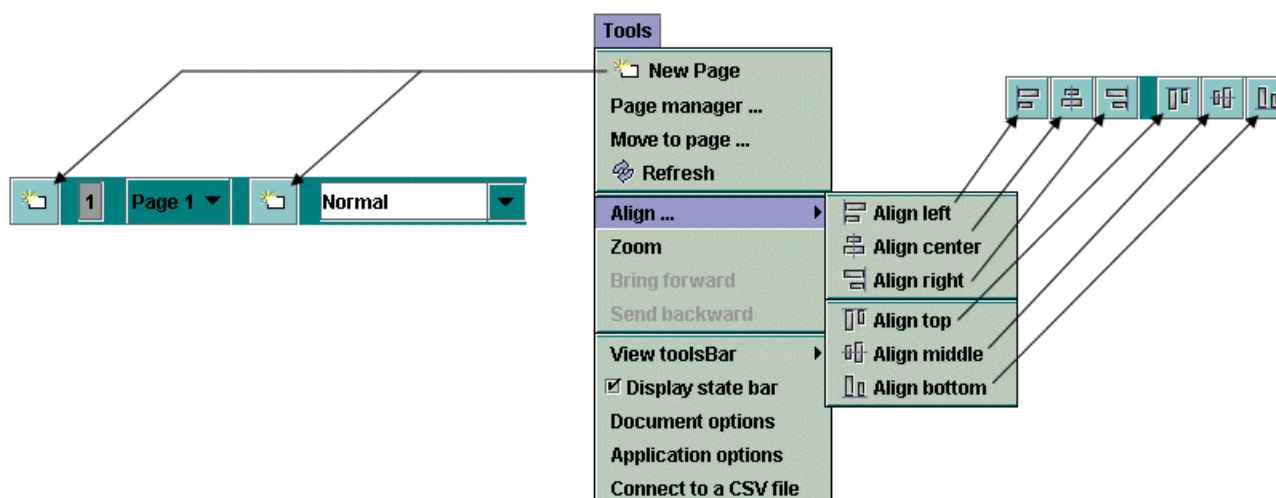 Tools
New Page
Page manager ...
Move to page ...
Refresh
1 Page 1 Normal
Align ...
Zoom
Bring forward
Send backward
View toolsBar
Display state bar
Document options
Application options
Connect to a CSV file
Align left
Align center
Align right
Align top
Align middle
Align bottom